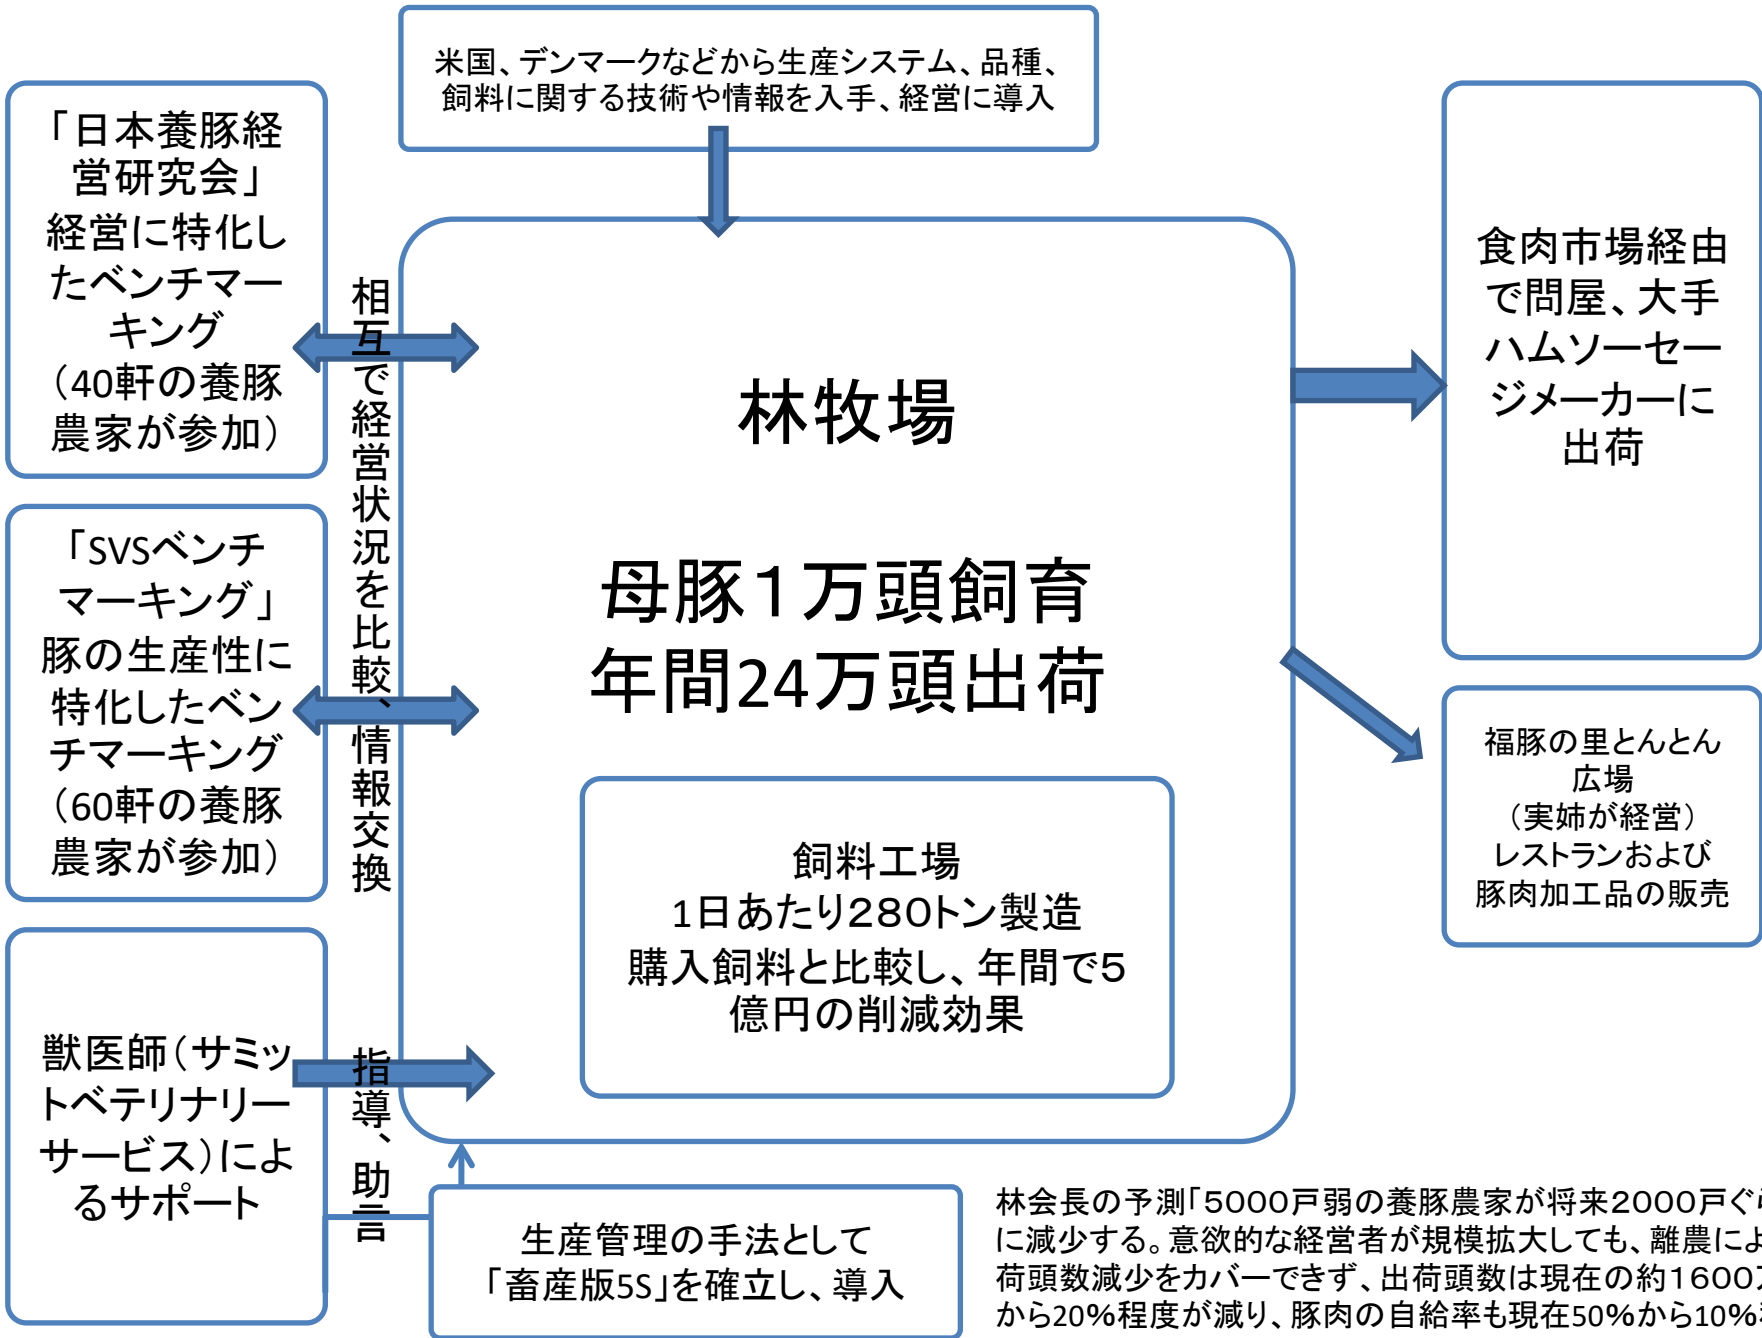 米国、デンマークなどから生産システム、品種、
飼料に関する技術や情報を入手、経営に導入
「日本養豚経
営研究会」
経営に特化し
たベンチマー
キング
（40軒の養豚
農家が参加）
「SVSベンチ
マーキング」
豚の生産性に
特化したベン
チマーキング
（60軒の養豚
農家が参加）
獣医師（サミッ
トベテリナリー
サービス）によ
るサポート
相互で経営状況を比較、情報交換
指導、助言
林牧場
母豚１万頭飼育
年間24万頭出荷
飼料工場
1日あたり２８０トン製造
購入飼料と比較し、年間で５
億円の削減効果
生産管理の手法として
「畜産版5S」を確立し、導入
食肉市場経由
で問屋、大手
ハムソーセー
ジメーカーに
出荷
福豚の里とんとん
広場
（実姉が経営）
レストランおよび
豚肉加工品の販売
林会長の予測「５０００戸弱の養豚農家が将来２０００戸ぐ
に減少する。意欲的な経営者が規模拡大しても、離農によ
荷頭数減少をカバーできず、出荷頭数は現在の約１６００
から20％程度が減り、豚肉の自給率も現在50％から10％